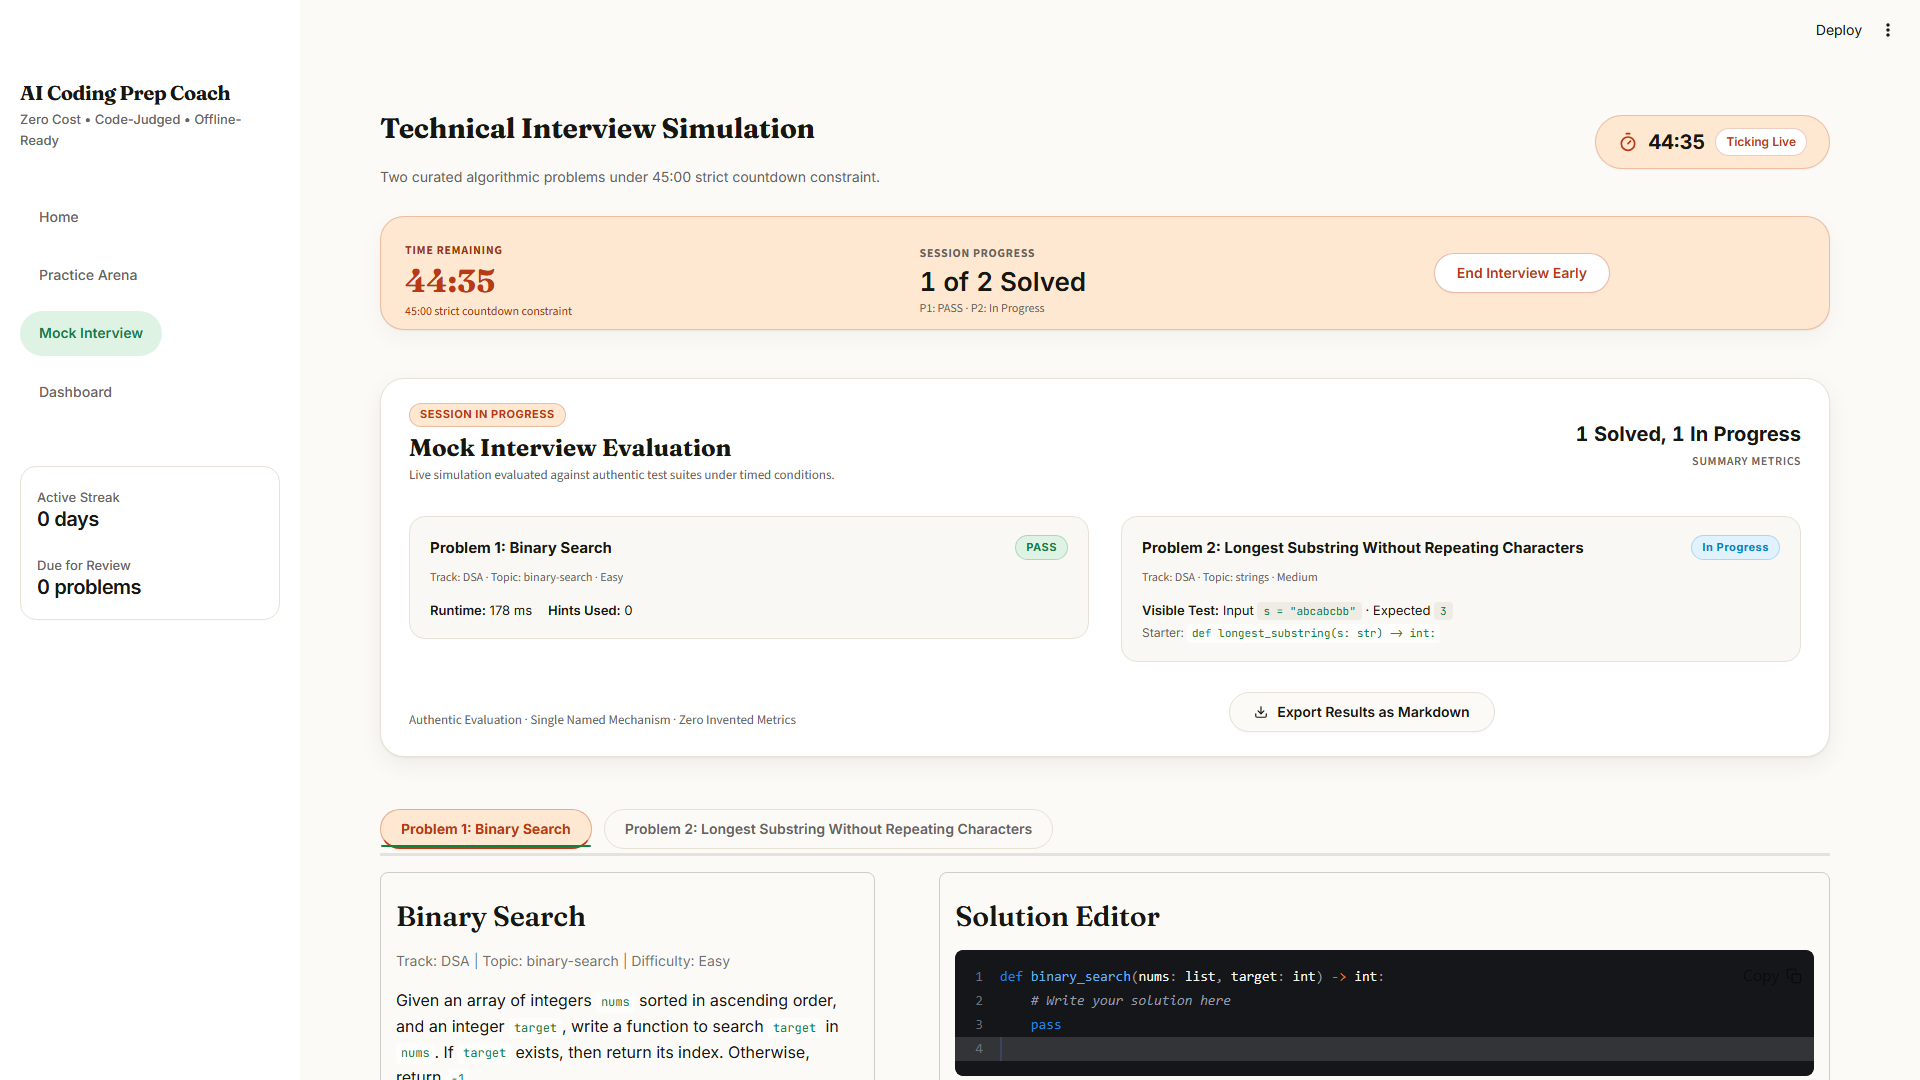 Deploy
AI Coding Prep Coach
Zero Cost • Code-Judged • Offline-
Ready
Home
Practice Arena
Mock Interview
Dashboard
Active Streak
0 days
Due for Review
0 problems
Technical Interview Simulation
Two curated algorithmic problems under 45:00 strict countdown constraint.
44:35 Ticking Live
TIME REMAINING
44:35
45:00 strict countdown constraint
SESSION PROGRESS
1 of 2 Solved
P1: PASS · P2: In Progress
End Interview Early
SESSION IN PROGRESS
Mock Interview Evaluation
Live simulation evaluated against authentic test suites under timed conditions.
1 Solved, 1 In Progress
SUMMARY METRICS
Problem 1: Binary Search PASS
Track: DSA · Topic: binary-search · Easy
Runtime: 178 ms Hints Used: 0
Problem 2: Longest Substring Without Repeating Characters In Progress
Track: DSA · Topic: strings · Medium
Visible Test: Input s = "abcabcbb" · Expected 3
Starter: def longest_substring(s: str) → int:
Authentic Evaluation · Single Named Mechanism · Zero Invented Metrics
Export Results as Markdown
Problem 1: Binary Search
Problem 2: Longest Substring Without Repeating Characters
Binary Search
Track: DSA | Topic: binary-search | Difficulty: Easy
Given an array of integers nums sorted in ascending order,
and an integer target , write a function to search target in
nums . If target exists, then return its index. Otherwise,
return -1
Solution Editor
Copy
1 def binary_search(nums: list, target: int) -> int:
2 # Write your solution here
3 pass
4